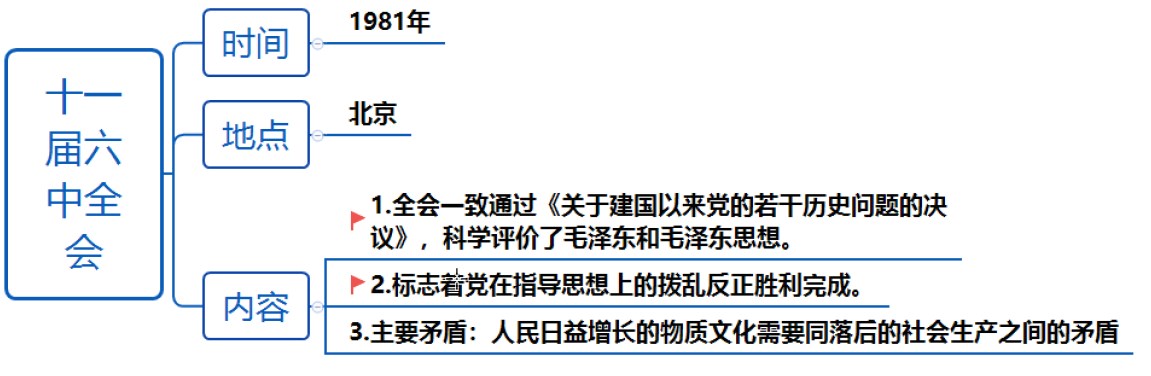 十一
届六
中全
会
时间
1981年
地点
北京
内容
1.全会一致通过《关于建国以来党的若干历史问题的决
议》，科学评价了毛泽东和毛泽东思想。
2.标志着党在指导思想上的拨乱反正胜利完成。
3.主要矛盾：人民日益增长的物质文化需要同落后的社会生产之间的矛盾